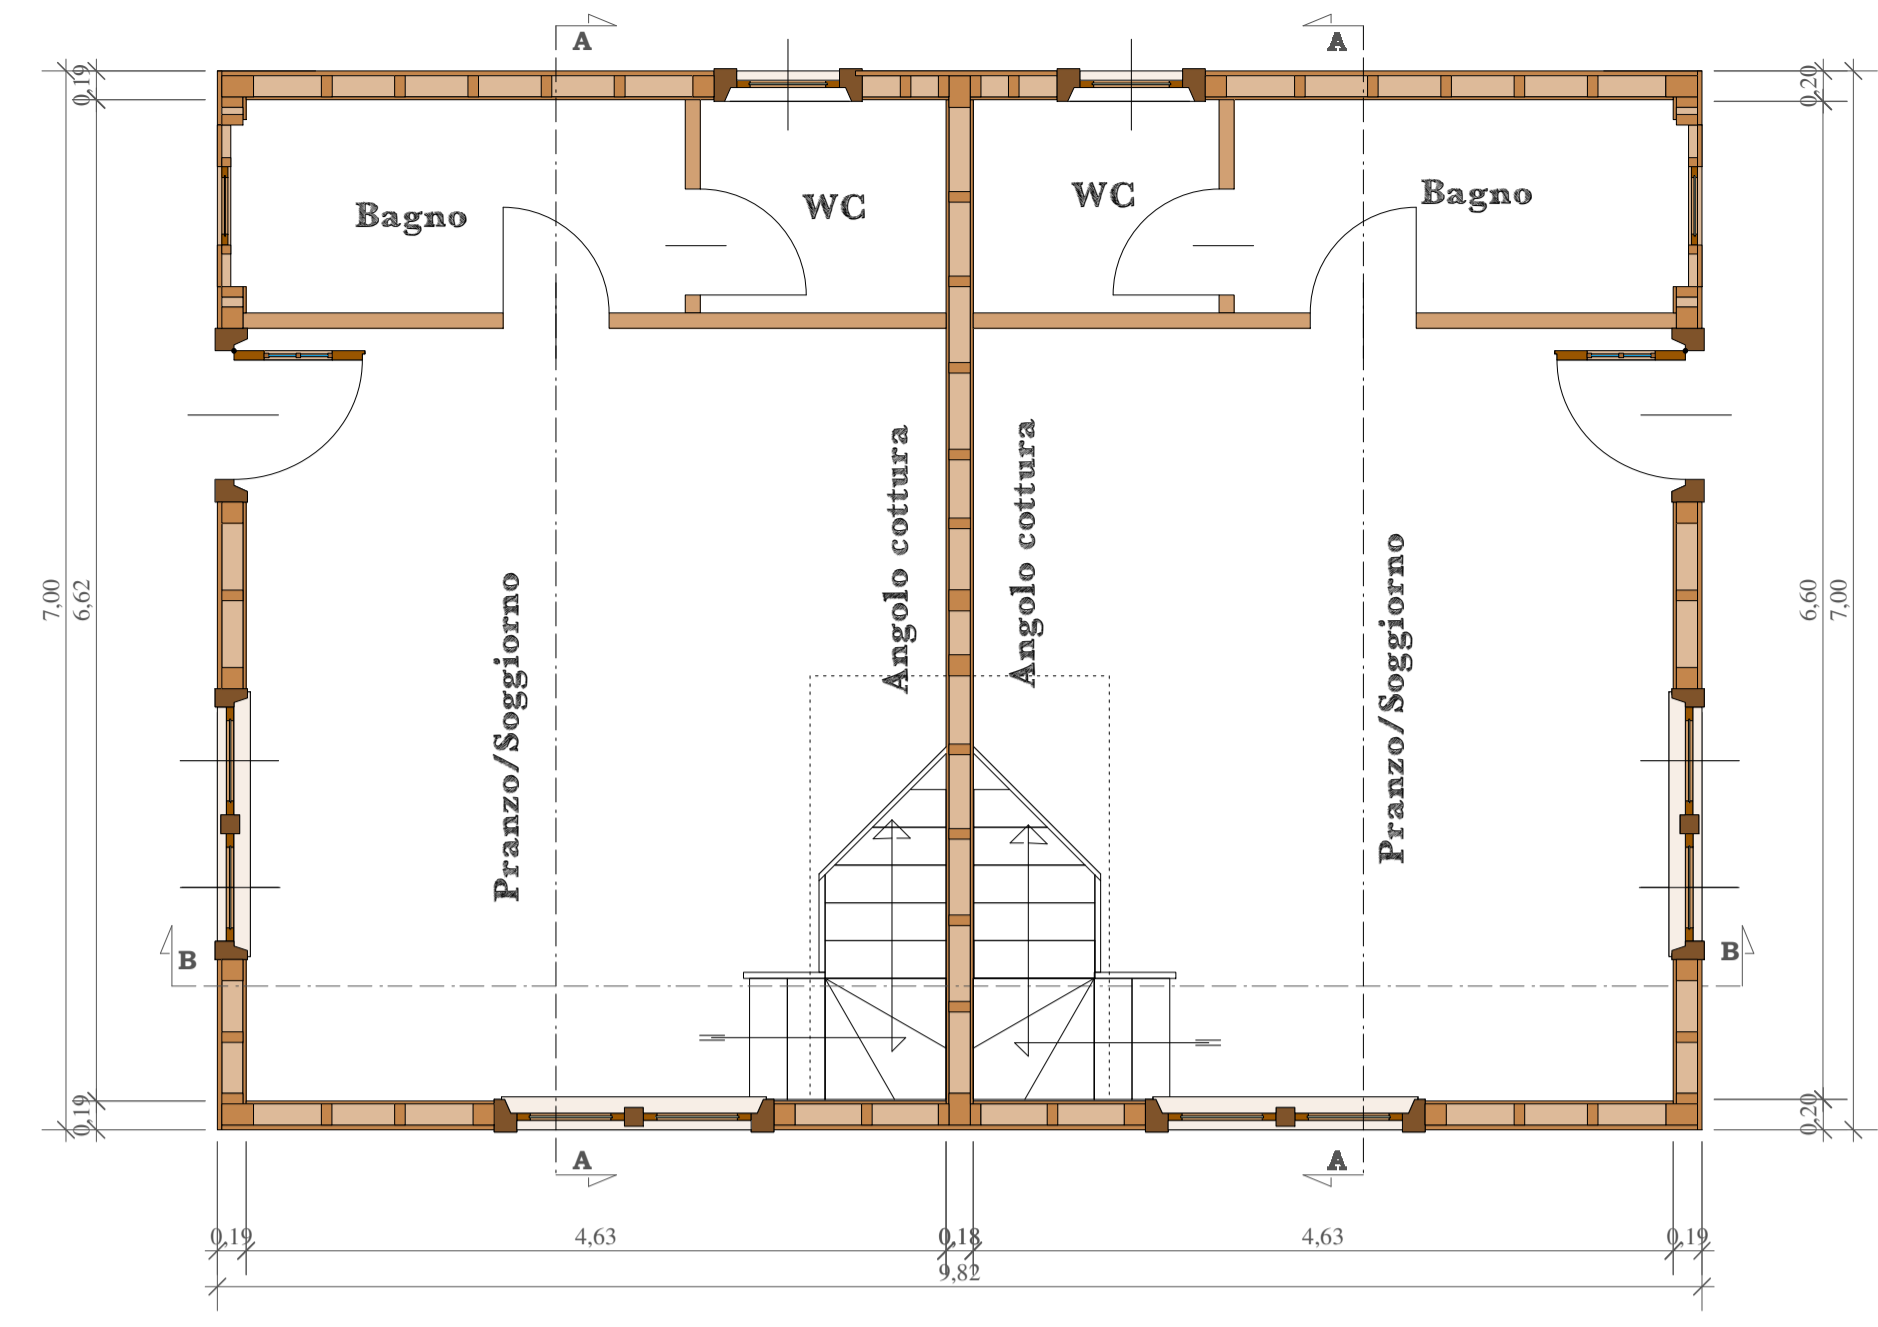 A
A
0,19
0,20
Bagno
WC
WC
Bagno
Angolo cottura
Angolo cottura
Pranzo/Soggiorno
Pranzo/Soggiorno
7,00
6,62
6,60
7,00
B
B
0,19
0,20
A
A
0,19
4,63
0,18
4,63
0,19
9,82